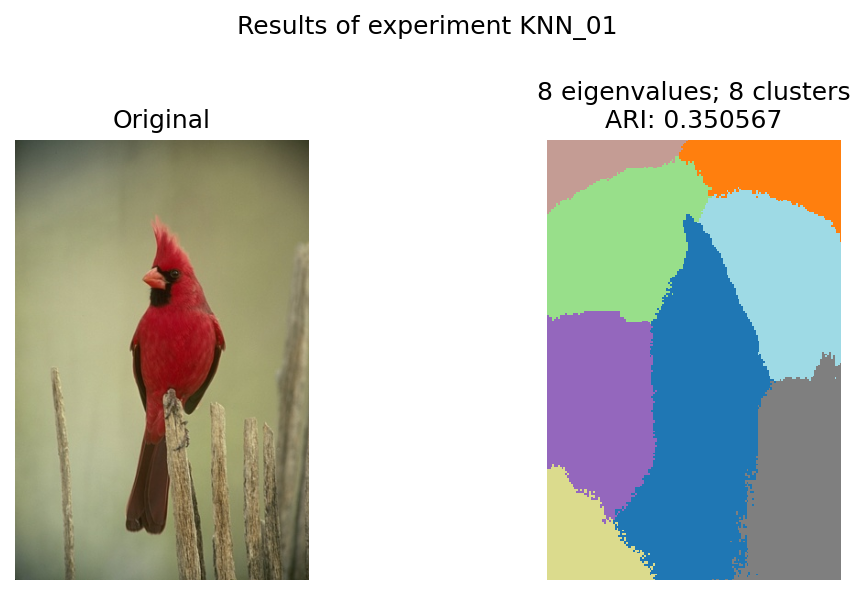 Results of experiment KNN_01
Original
8 eigenvalues; 8 clusters
ARI: 0.350567